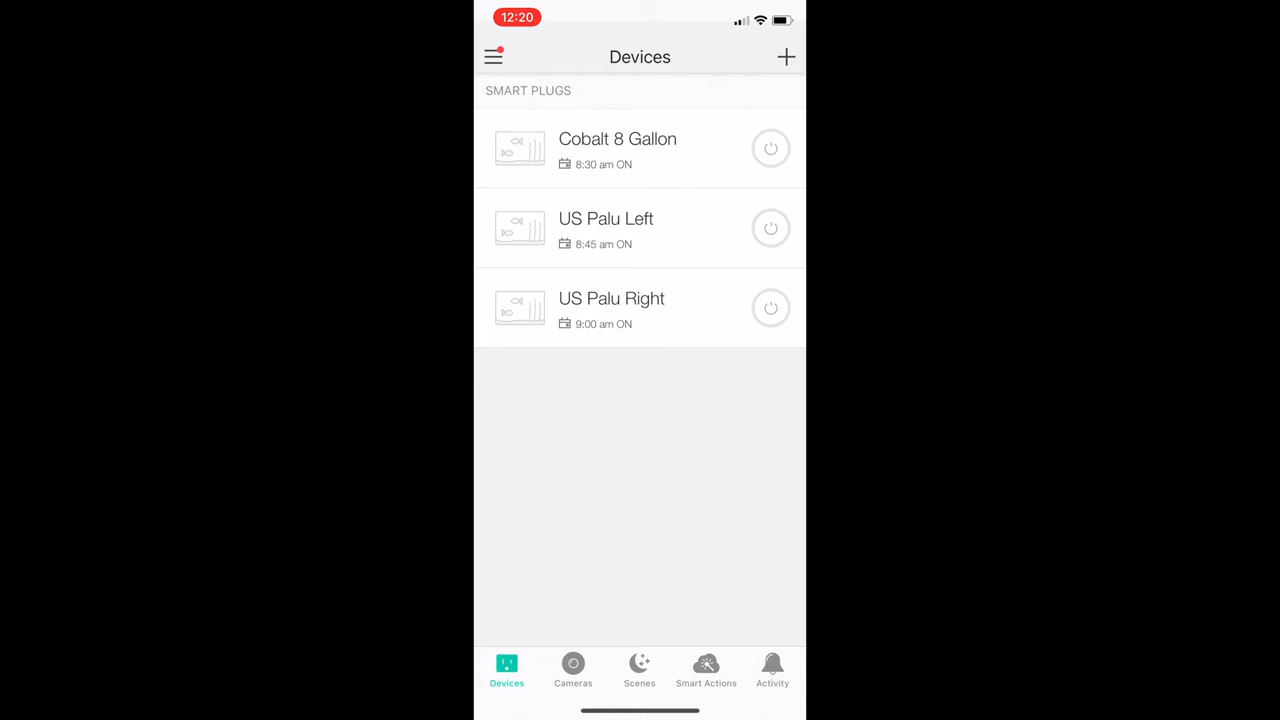 12:20
Devices
SMART PLUGS
Cobalt 8 Gallon
8:30 am ON
US Palu Left
8:45 am ON
US Palu Right
9:00 am ON
Devices
Cameras
Scenes
Smart Actions
Activity